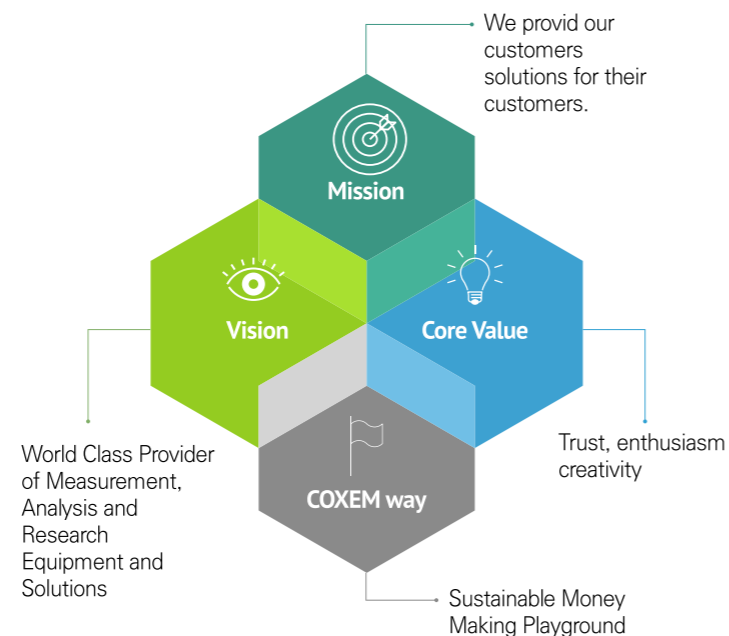 We provid our
customers
solutions for their
customers.
Mission
Vision
Core Value
World Class Provider
of Measurement,
Analysis and
Research
Equipment and
Solutions
Trust, enthusiasm
creativity
COXEM way
Sustainable Money
Making Playground